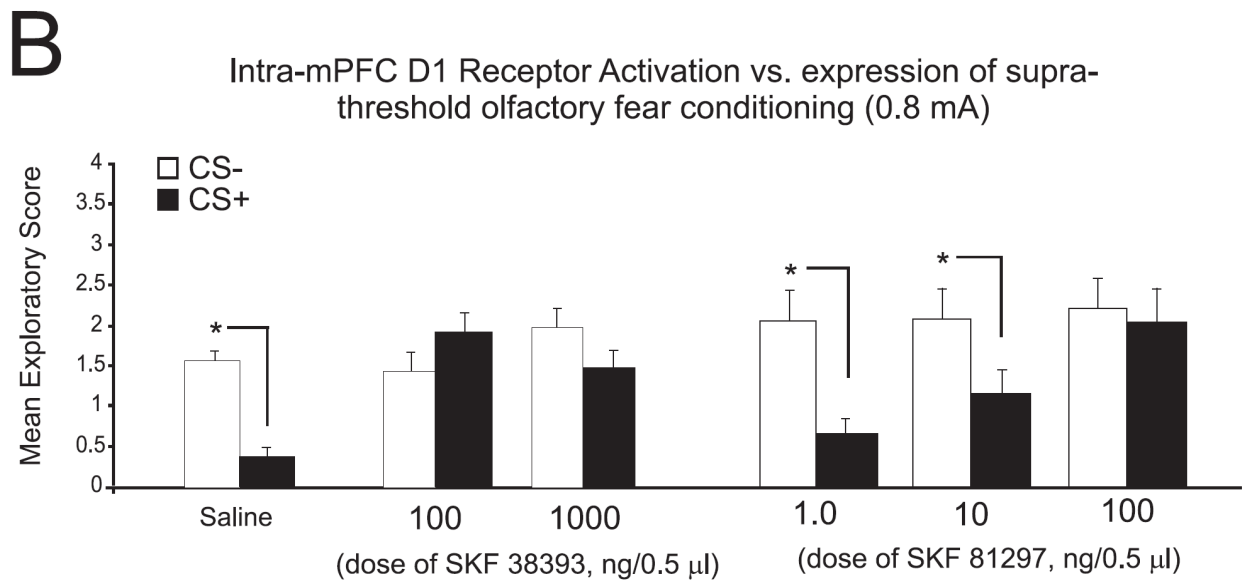 B
Intra-mPFC D1 Receptor Activation vs. expression of supra-
threshold olfactory fear conditioning (0.8 mA)
Mean Exploratory Score
4
3.5
3
2.5
2
1.5
1
0.5
0
CS-
CS+
*
*
*
Saline
100
1000
1.0
10
100
(dose of SKF 38393, ng/0.5 μl)
(dose of SKF 81297, ng/0.5 μl)